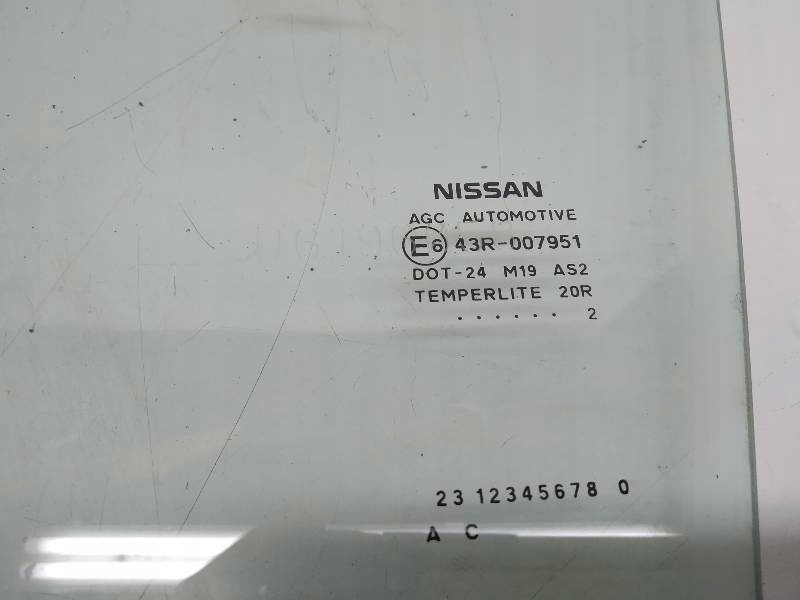 NISSAN
AGC AUTOMOTIVE
E6 43R-007951
DOT-24 M19 AS2
TEMPERLITE 20R
. . . . . . 2
23 12345678 0
A C